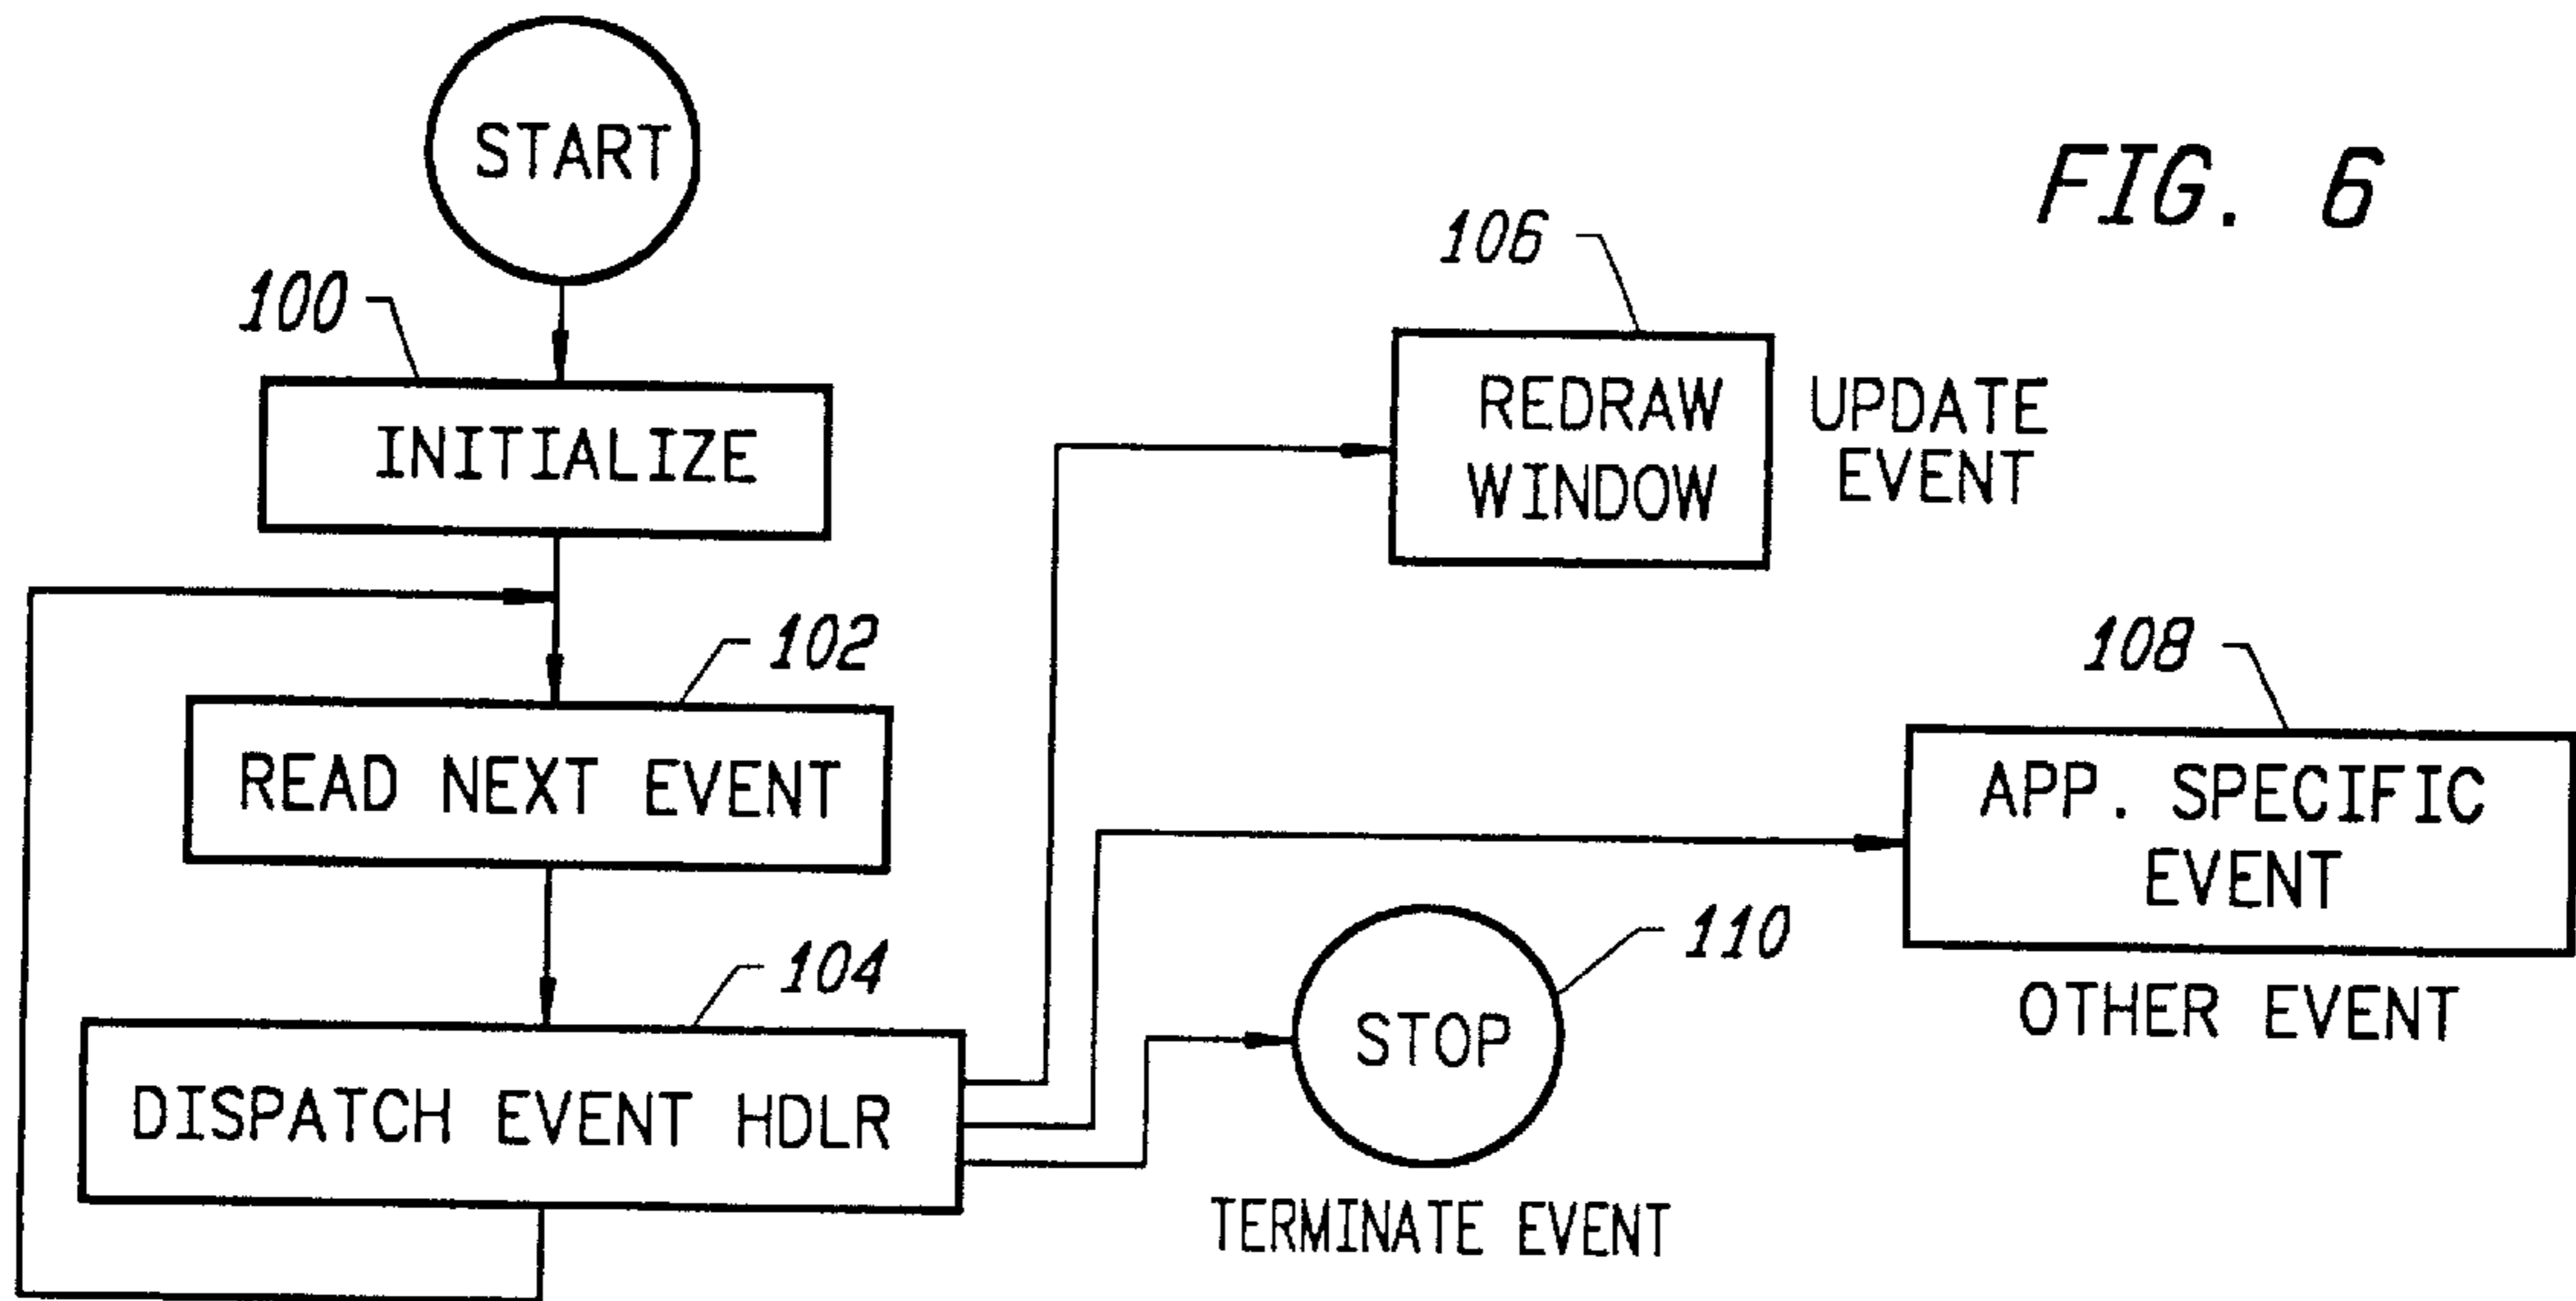 START
FIG. 6
106
100
REDRAW
WINDOW
UPDATE
EVENT
INITIALIZE
102
108
READ NEXT EVENT
APP. SPECIFIC
EVENT
OTHER EVENT
104
110
STOP
DISPATCH EVENT HDLR
TERMINATE EVENT